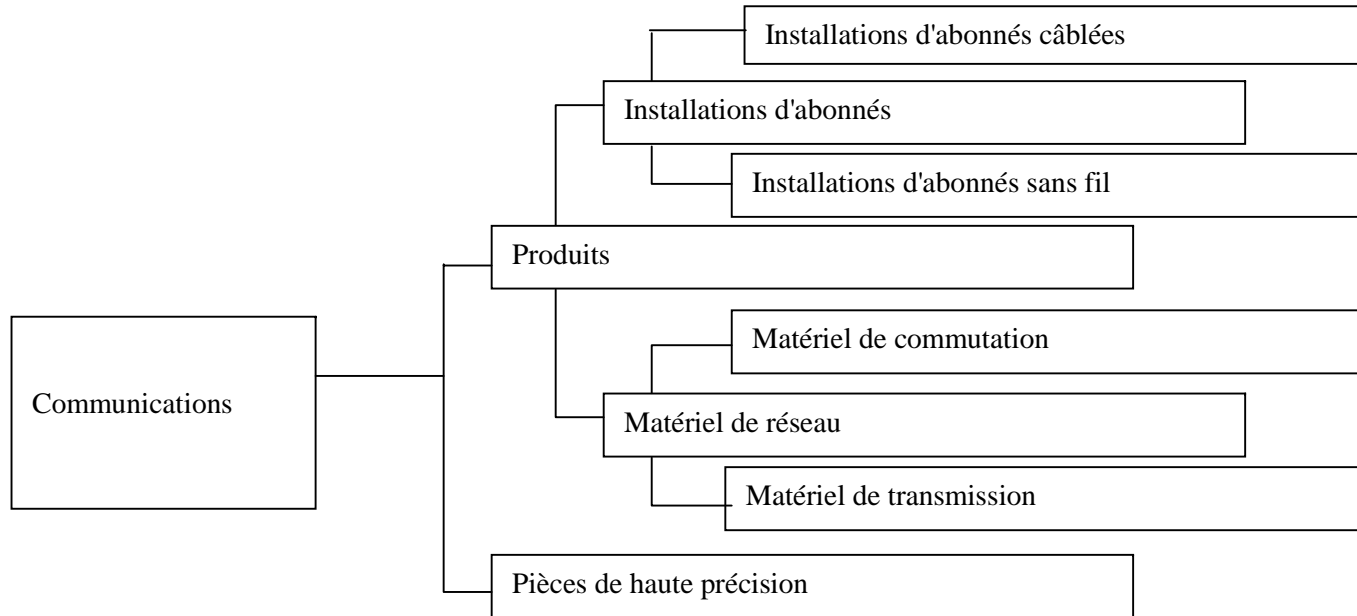 Installations d'abonnés câblées
Installations d'abonnés
Installations d'abonnés sans fil
Produits
Matériel de commutation
Communications
Matériel de réseau
Matériel de transmission
Pièces de haute précision